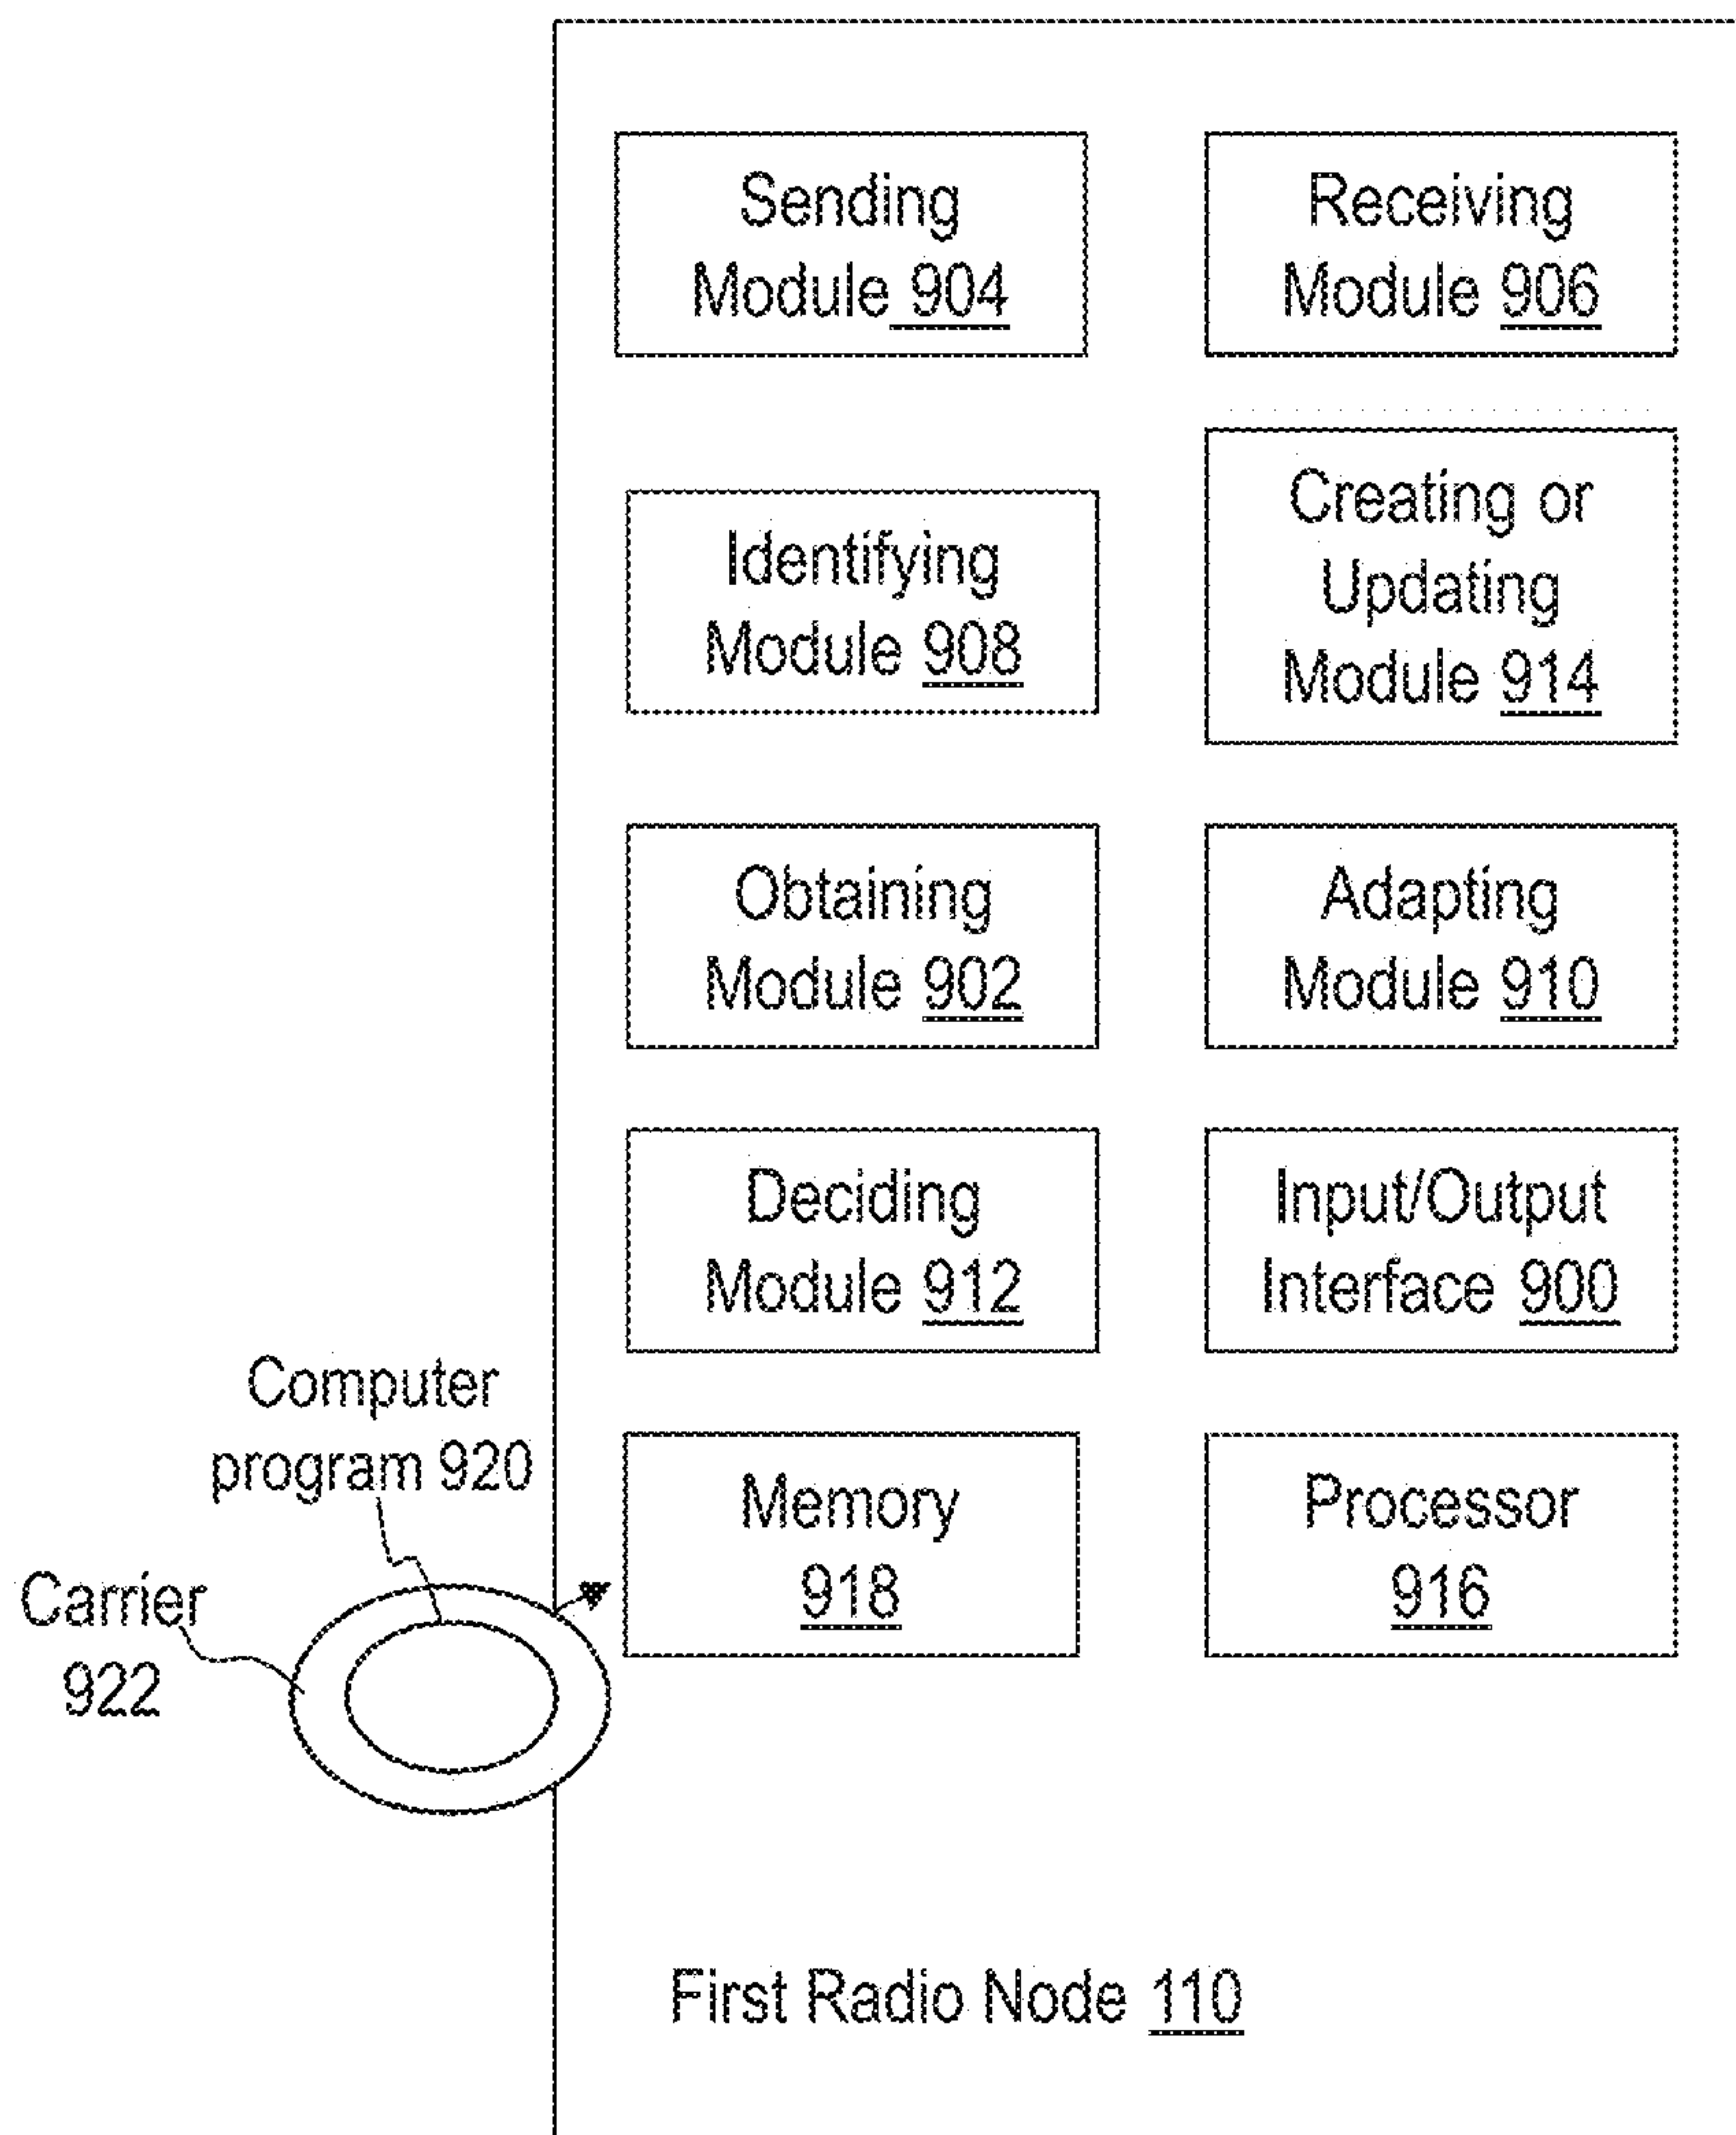 Sending
Module 904
Receiving
Module 906
Identifying
Module 908
Creating or
Updating
Module 914
Obtaining
Module 902
Adapting
Module 910
Deciding
Module 912
Input/Output
Interface 900
Computer
program 920
Memory
918
Processor
916
Carrier
922
First Radio Node 110